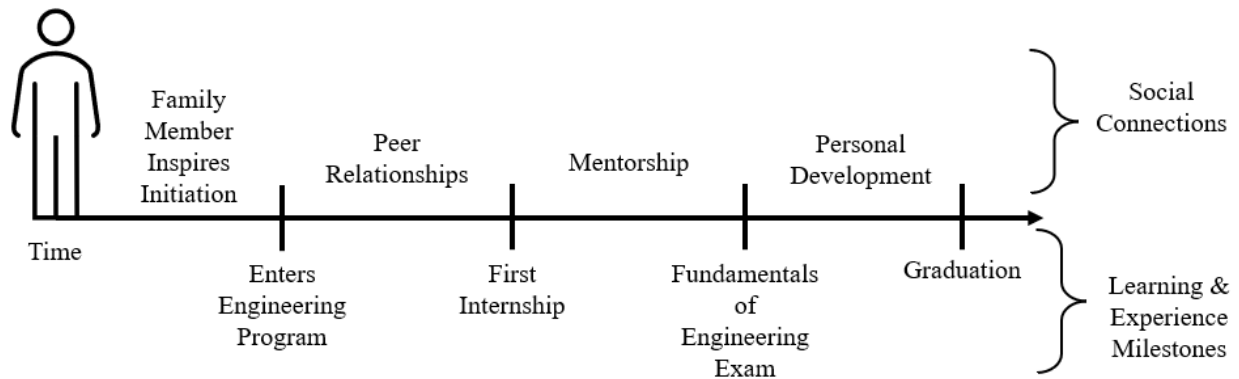 Family
Member
Inspires
Initiation
Peer
Relationships
Mentorship
Personal
Development
Social
Connections
Time
Enters
Engineering
Program
First
Internship
Fundamentals
of
Engineering
Exam
Graduation
Learning &
Experience
Milestones